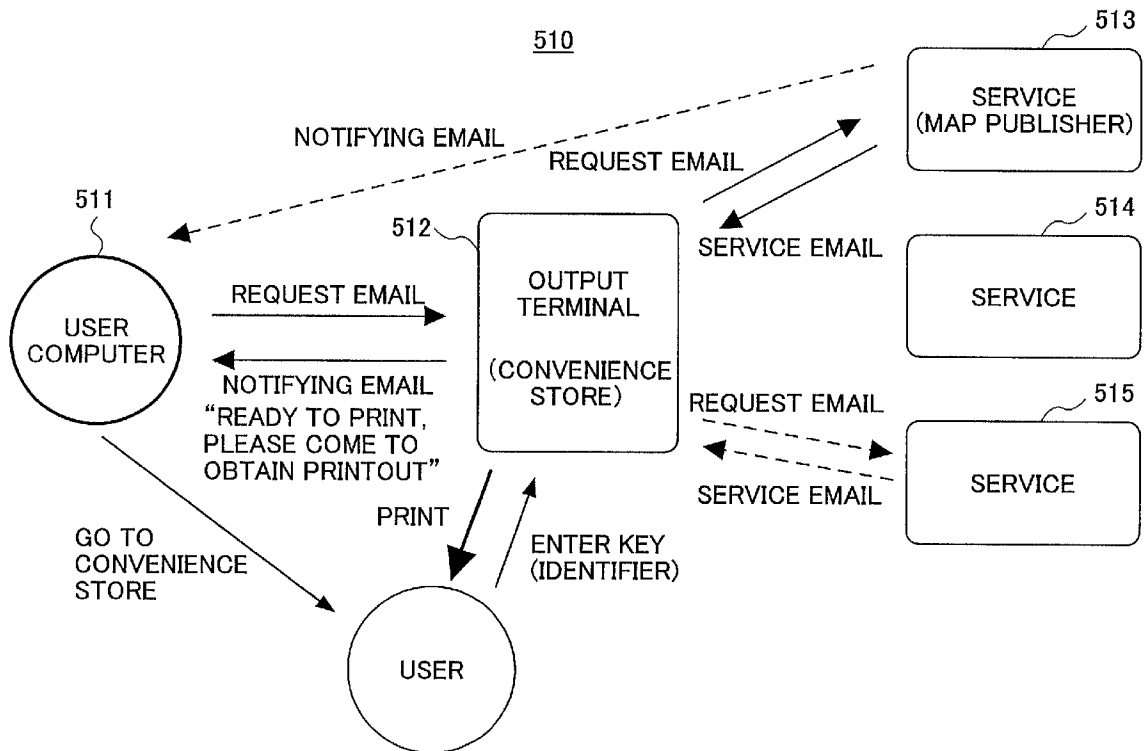 510
513
SERVICE
(MAP PUBLISHER)
NOTIFYING EMAIL
REQUEST EMAIL
511
512
SERVICE EMAIL
514
USER
COMPUTER
REQUEST EMAIL
OUTPUT
TERMINAL
(CONVENIENCE
STORE)
SERVICE
NOTIFYING EMAIL
“READY TO PRINT,
PLEASE COME TO
OBTAIN PRINTOUT”
REQUEST EMAIL
515
SERVICE EMAIL
SERVICE
PRINT
GO TO
CONVENIENCE
STORE
ENTER KEY
(IDENTIFIER)
USER